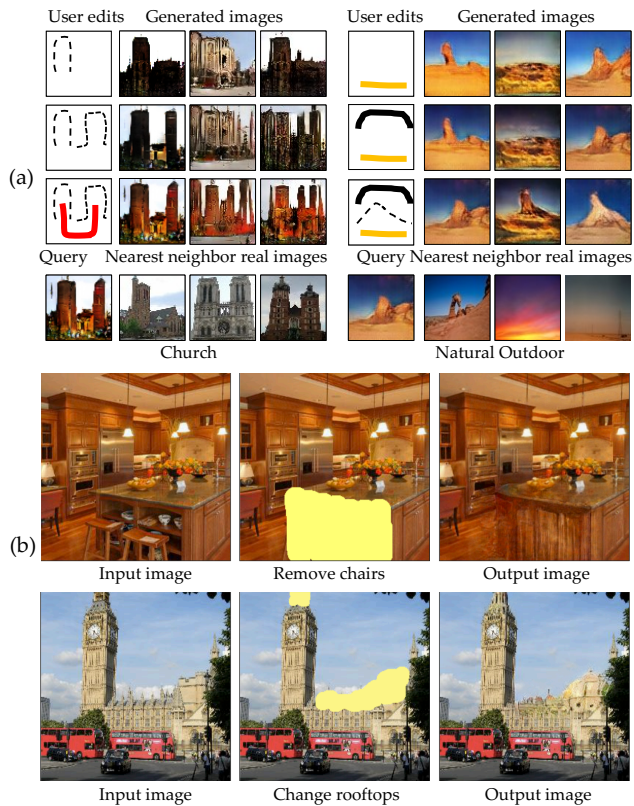 User edits Generated images User edits Generated images
(a)
Query Nearest neighbor real images Query Nearest neighbor real images
Church Natural Outdoor
(b)
Input image Remove chairs Output image
Input image Change rooftops Output image